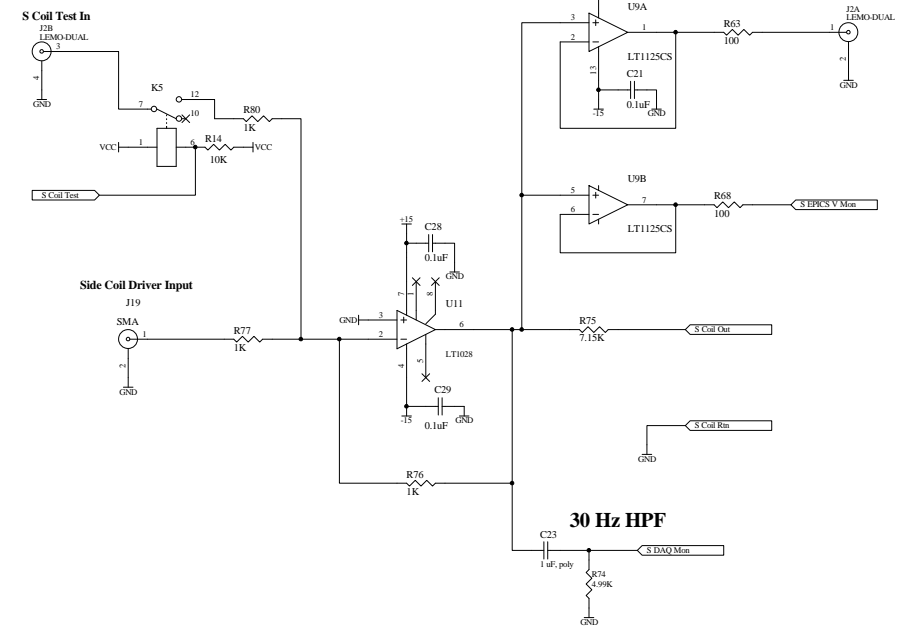 S Coil Test In
J2B
LEMO-DUAL
3
4
GND
K5
12
7
10
R80
1K
VCC
1
6
R14
10K
VCC
S Coil Test
U9A
3
2
1
LT1125CS
13
C21
0.1uF
-15
GND
R63
100
J2A
LEMO-DUAL
1
2
GND
U9B
5
6
7
LT1125CS
R68
100
S EPICS V Mon
Side Coil Driver Input
J19
SMA
1
2
GND
R77
1K
+15
C28
0.1uF
GND
7
1
8
U11
GND
3
2
6
LT1028
4
5
C29
0.1uF
-15
GND
R75
7.15K
S Coil Out
S Coil Rtn
GND
R76
1K
30 Hz HPF
C23
1 uF, poly
S DAQ Mon
R74
4.99K
GND